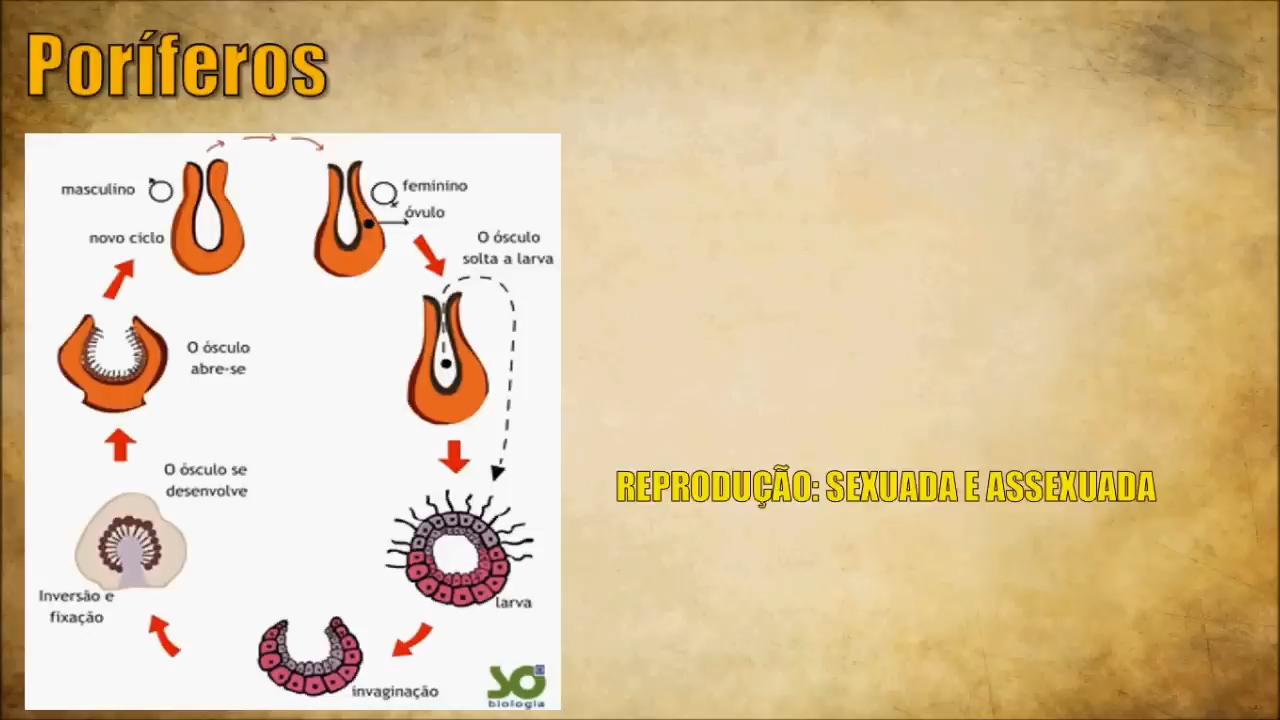 Poríferos
masculino
feminino
óvulo
novo ciclo
O ósculo
solta a larva
O ósculo
abre-se
O ósculo se
desenvolve
REPRODUÇÃO: SEXUADA E ASSEXUADA
Inversão e
fixação
larva
invaginação
SÓ
biologia